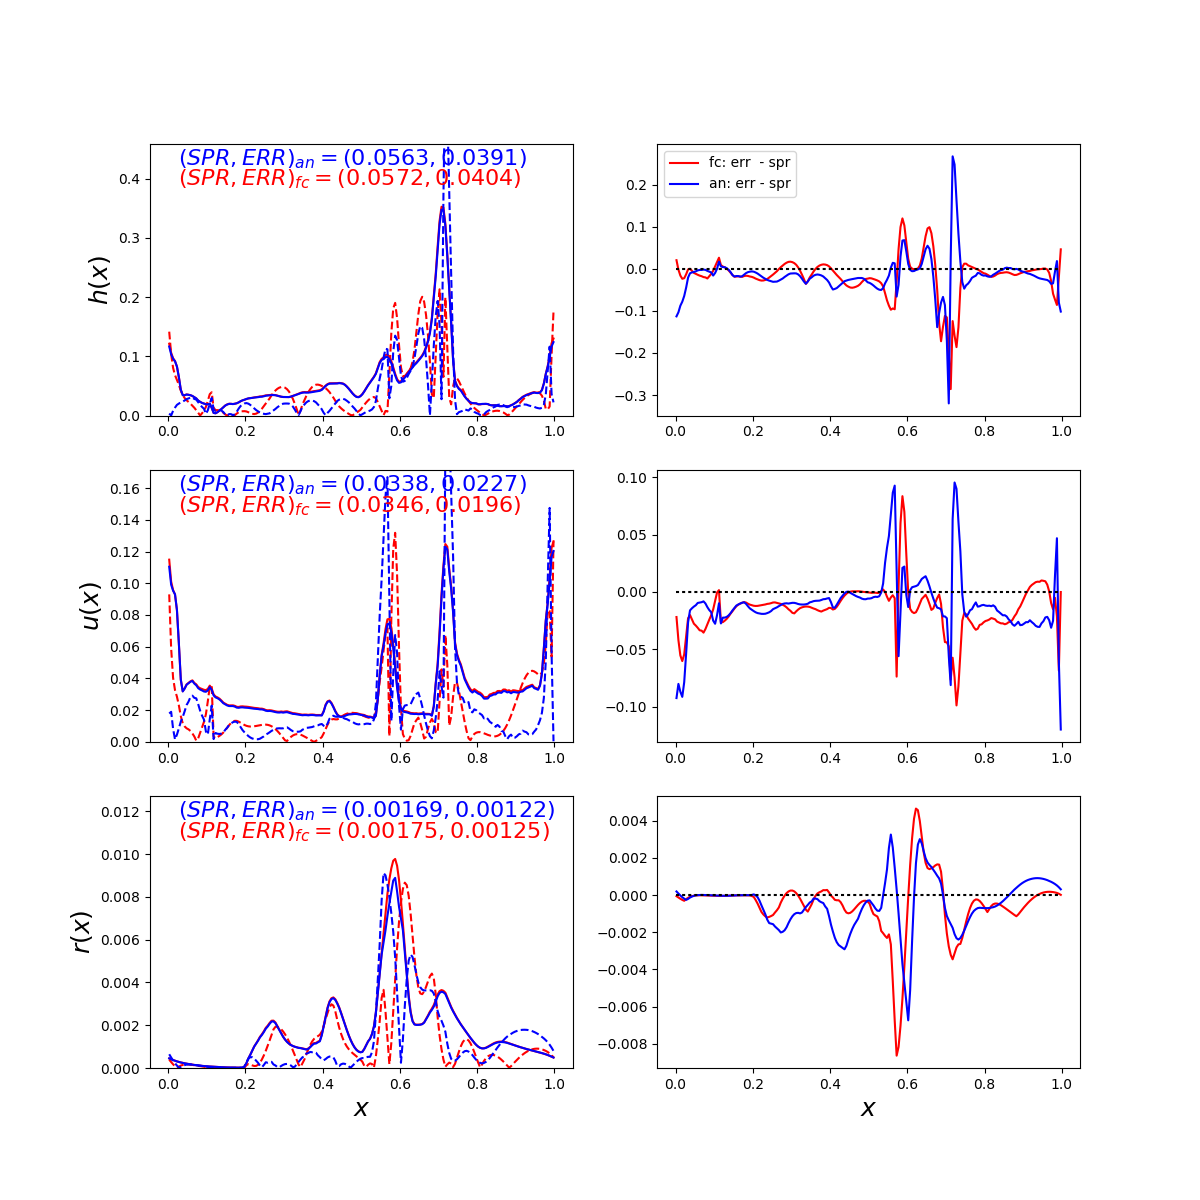 (SPR, ERR)an = (0.0563, 0.0391)
(SPR, ERR)fc = (0.0572, 0.0404)
h(x)
0.4
0.3
0.2
0.1
0.0
0.0 0.2 0.4 0.6 0.8 1.0
fc: err - spr
an: err - spr
0.2
0.1
0.0
−0.1
−0.2
−0.3
0.0 0.2 0.4 0.6 0.8 1.0
(SPR, ERR)an = (0.0338, 0.0227)
(SPR, ERR)fc = (0.0346, 0.0196)
u(x)
0.16
0.14
0.12
0.10
0.08
0.06
0.04
0.02
0.00
0.0 0.2 0.4 0.6 0.8 1.0
0.10
0.05
0.00
−0.05
−0.10
0.0 0.2 0.4 0.6 0.8 1.0
(SPR, ERR)an = (0.00169, 0.00122)
(SPR, ERR)fc = (0.00175, 0.00125)
r(x)
0.012
0.010
0.008
0.006
0.004
0.002
0.000
0.0 0.2 0.4 0.6 0.8 1.0
x
0.004
0.002
0.000
−0.002
−0.004
−0.006
−0.008
0.0 0.2 0.4 0.6 0.8 1.0
x